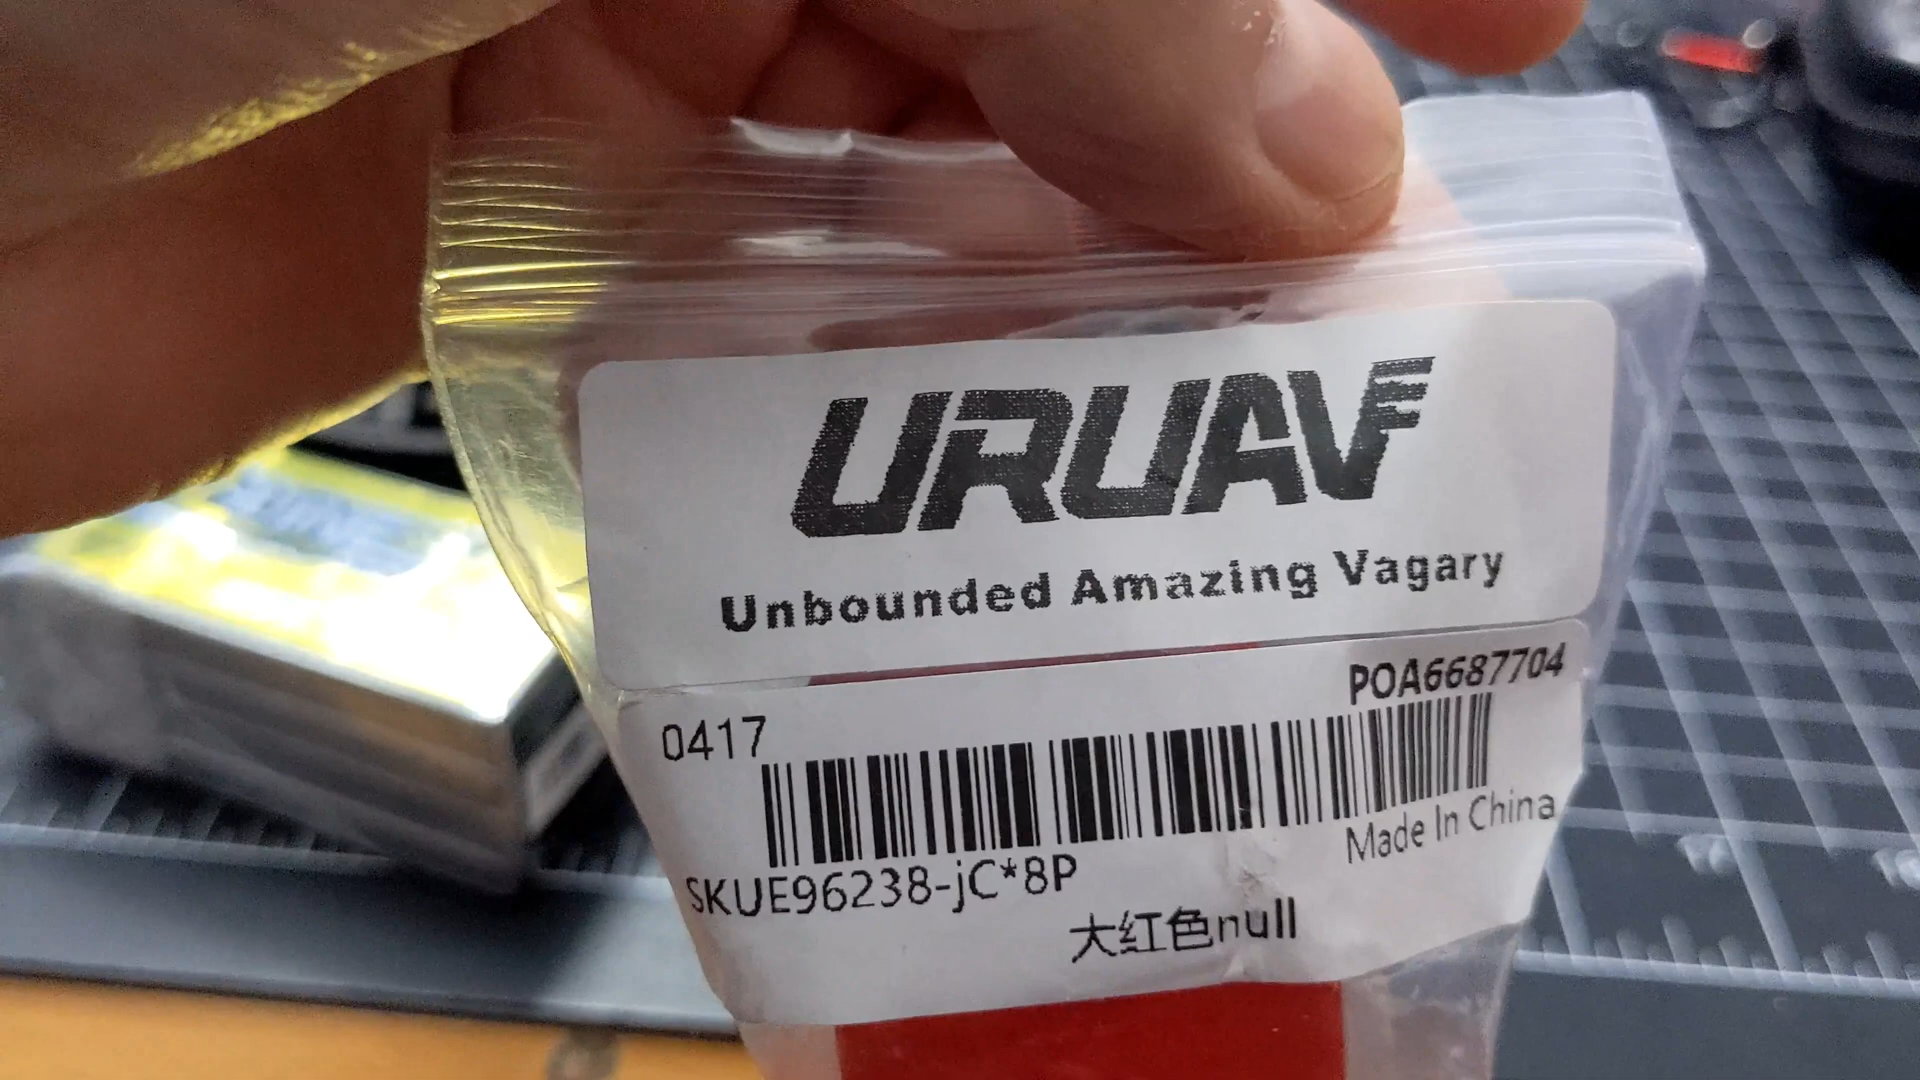 URUAV
Unbounded Amazing Vagary
POA6687704
0417
Made In China
SKUE96238-jC*8P
大红色null